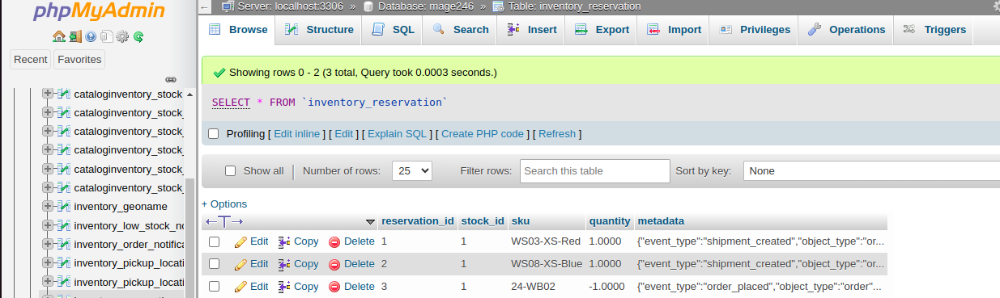 phpMyAdmin
Recent Favorites
cataloginventory_stock
cataloginventory_stock_
cataloginventory_stock_
cataloginventory_stock_
cataloginventory_stock_
cataloginventory_stock_
inventory_geoname
inventory_low_stock_no
inventory_order_notifica
inventory_pickup_locati
inventory_pickup_locati
← Server: localhost:3306 » Database: mage246 » Table: inventory_reservation
Browse Structure SQL Search Insert Export Import Privileges Operations Triggers
Showing rows 0 - 2 (3 total, Query took 0.0003 seconds.)
SELECT * FROM `inventory_reservation`
Profiling [ Edit inline ] [ Edit ] [ Explain SQL ] [ Create PHP code ] [ Refresh ]
Show all Number of rows: 25 Filter rows: Search this table Sort by key: None
+ Options
←T→ reservation_id stock_id sku quantity metadata
Edit Copy Delete 1 1 WS03-XS-Red 1.0000 {"event_type":"shipment_created","object_type":"or...
Edit Copy Delete 2 1 WS08-XS-Blue 1.0000 {"event_type":"shipment_created","object_type":"or...
Edit Copy Delete 3 1 24-WB02 -1.0000 {"event_type":"order_placed","object_type":"order"...